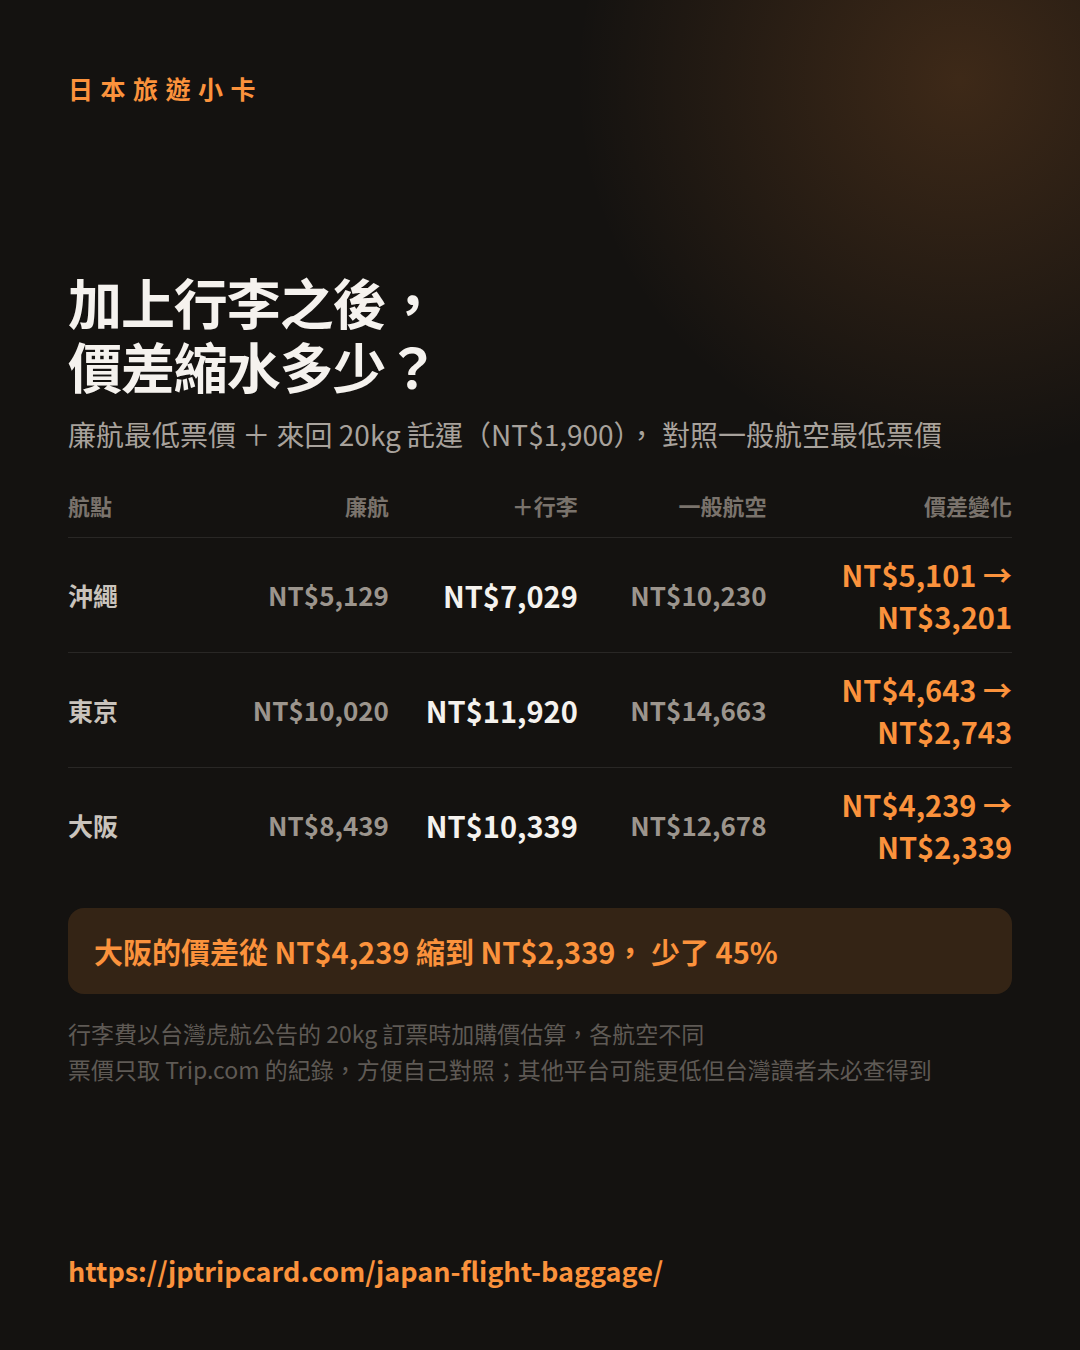 日本旅遊小卡
加上行李之後，
價差縮水多少？
廉航最低票價 ＋ 來回 20kg 託運（NT$1,900）， 對照一般航空最低票價
航點 廉航 ＋行李 一般航空 價差變化
沖繩 NT$5,129 NT$7,029 NT$10,230 NT$5,101 → NT$3,201
東京 NT$10,020 NT$11,920 NT$14,663 NT$4,643 → NT$2,743
大阪 NT$8,439 NT$10,339 NT$12,678 NT$4,239 → NT$2,339
大阪的價差從 NT$4,239 縮到 NT$2,339， 少了 45%
行李費以台灣虎航公告的 20kg 訂票時加購價估算，各航空不同
票價只取 Trip.com 的紀錄，方便自己對照；其他平台可能更低但台灣讀者未必查得到
https://jptripcard.com/japan-flight-baggage/